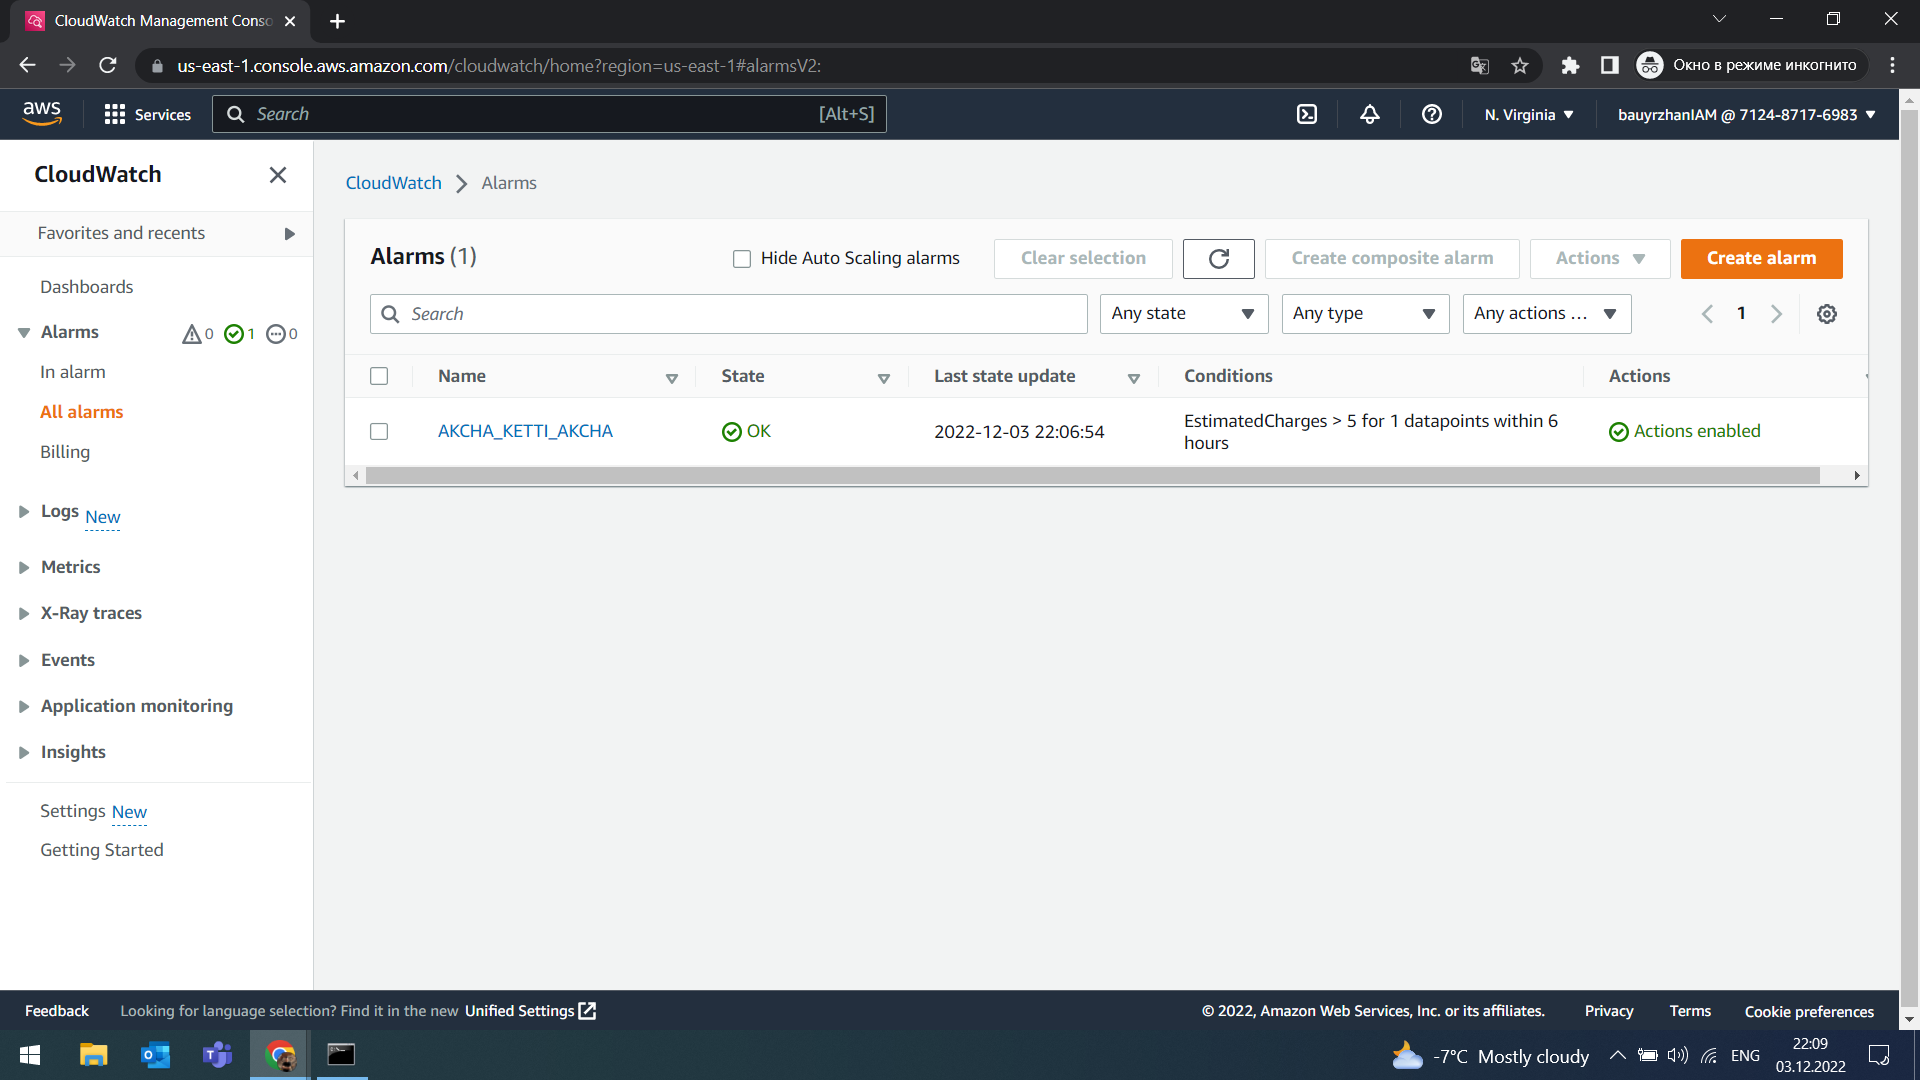 CloudWatch Management Conso
us-east-1.console.aws.amazon.com/cloudwatch/home?region=us-east-1#alarmsV2:
Окно в режиме инкогнито
aws
Services
Search
[Alt+S]
N. Virginia
bauyrzhanIAM @ 7124-8717-6983
CloudWatch
Favorites and recents
Dashboards
Alarms
0
1
0
In alarm
All alarms
Billing
Logs New
Metrics
X-Ray traces
Events
Application monitoring
Insights
Settings New
Getting Started
CloudWatch
Alarms
Alarms (1)
Hide Auto Scaling alarms
Clear selection
Create composite alarm
Actions
Create alarm
Search
Any state
Any type
Any actions ...
1
Name
State
Last state update
Conditions
Actions
AKCHA_KETTI_AKCHA
OK
2022-12-03 22:06:54
EstimatedCharges > 5 for 1 datapoints within 6
hours
Actions enabled
Feedback
Looking for language selection? Find it in the new Unified Settings
© 2022, Amazon Web Services, Inc. or its affiliates.
Privacy
Terms
Cookie preferences
-7°C Mostly cloudy
ENG
22:09
03.12.2022